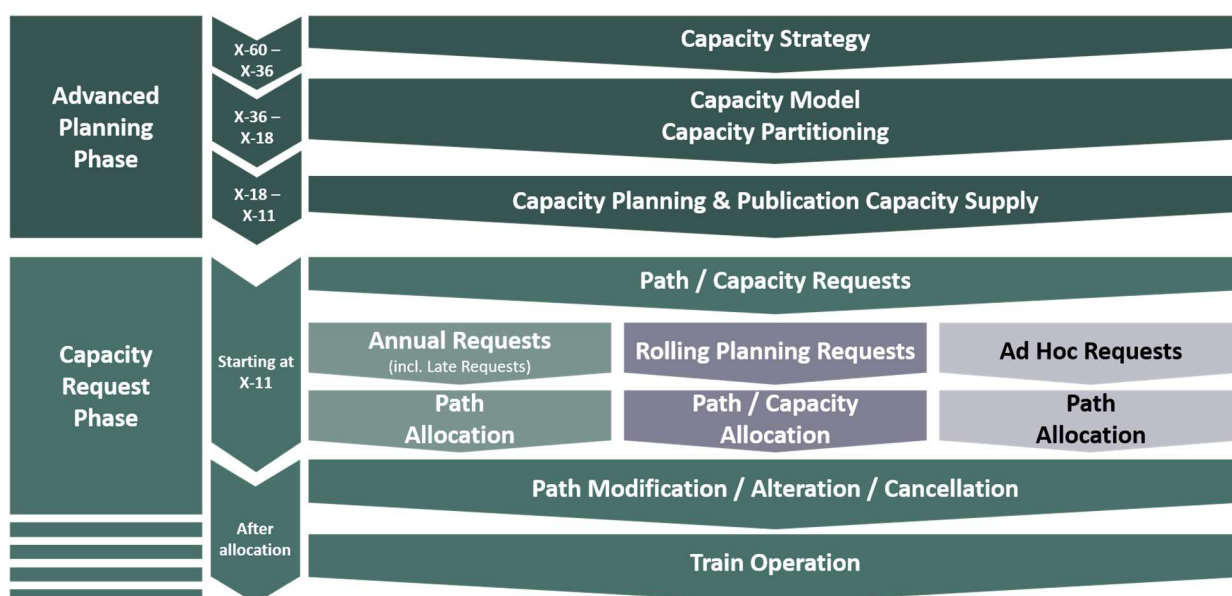 Advanced
Planning
Phase
X-60 –
X-36
Capacity Strategy
X-36 –
X-18
Capacity Model
Capacity Partitioning
X-18 –
X-11
Capacity Planning & Publication Capacity Supply
Capacity
Request
Phase
Starting at
X-11
Path / Capacity Requests
Annual Requests
(incl. Late Requests)
Rolling Planning Requests
Ad Hoc Requests
Path
Allocation
Path / Capacity
Allocation
Path
Allocation
After
allocation
Path Modification / Alteration / Cancellation
Train Operation